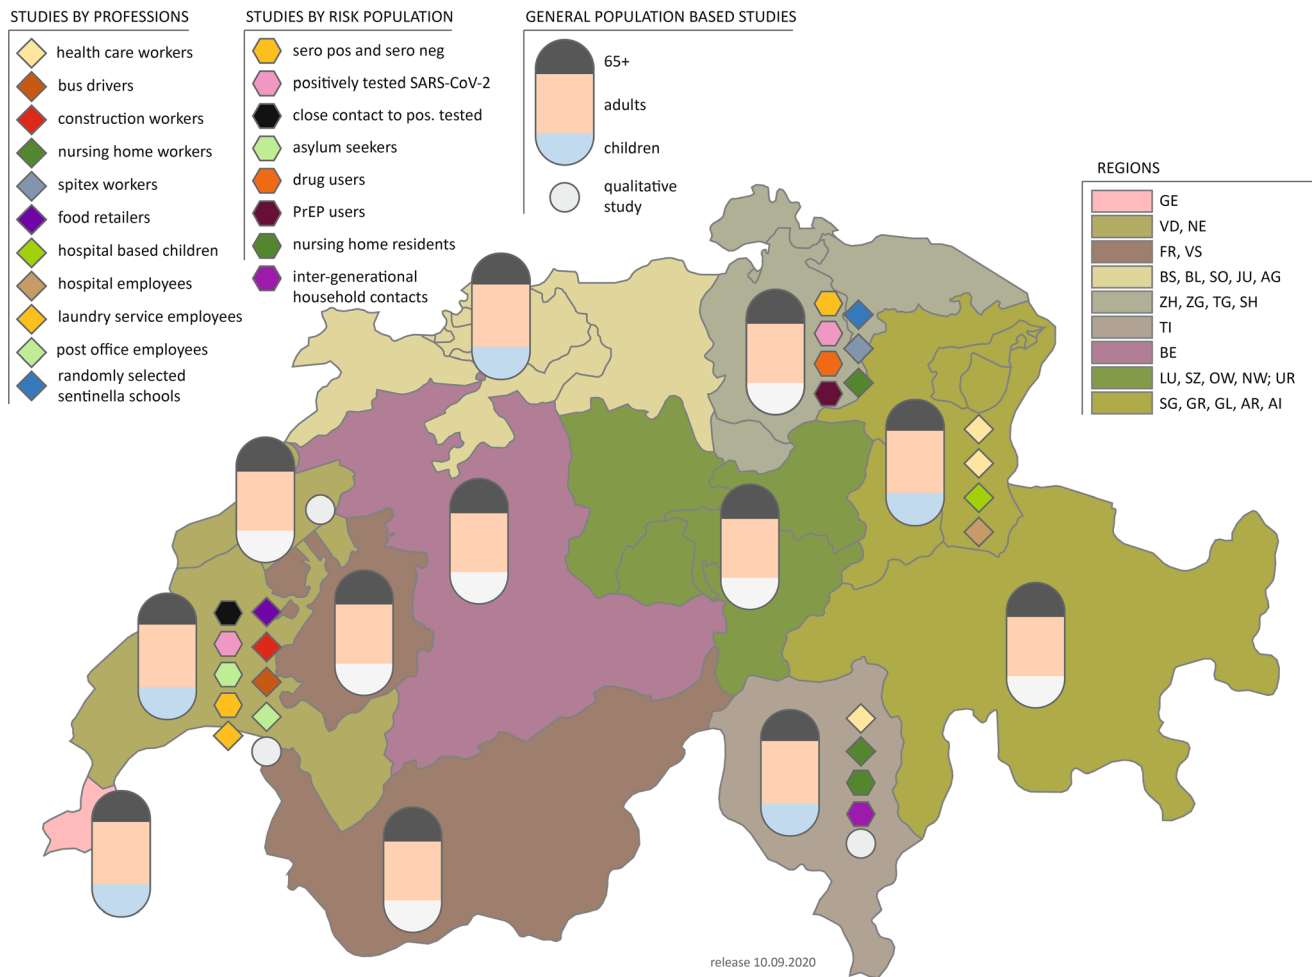 STUDIES BY PROFESSIONS
health care workers
bus drivers
construction workers
nursing home workers
spitex workers
food retailers
hospital based children
hospital employees
laundry service employees
post office employees
randomly selected
sentinella schools
STUDIES BY RISK POPULATION
sero pos and sero neg
positively tested SARS-CoV-2
close contact to pos. tested
asylum seekers
drug users
PrEP users
nursing home residents
inter-generational
household contacts
GENERAL POPULATION BASED STUDIES
65+
adults
children
qualitative
study
REGIONS
GE
VD, NE
FR, VS
BS, BL, SO, JU, AG
ZH, ZG, TG, SH
TI
BE
LU, SZ, OW, NW; UR
SG, GR, GL, AR, AI
release 10.09.2020